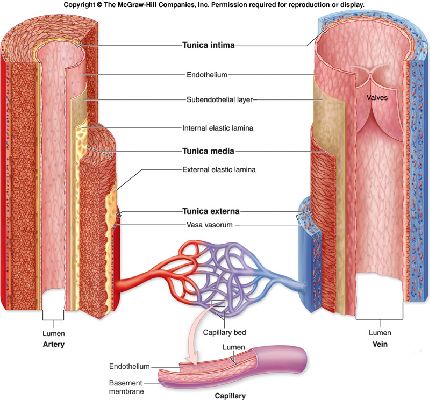 Copyright © The McGraw-Hill Companies, Inc. Permission required for reproduction or display.
Tunica intima
Endothelium
Subendothelial layer
Valves
Internal elastic lamina
Tunica media
External elastic lamina
Tunica externa
Vasa vasorum
Lumen
Artery
Capillary bed
Lumen
Vein
Lumen
Endothelium
Basement
membrane
Capillary